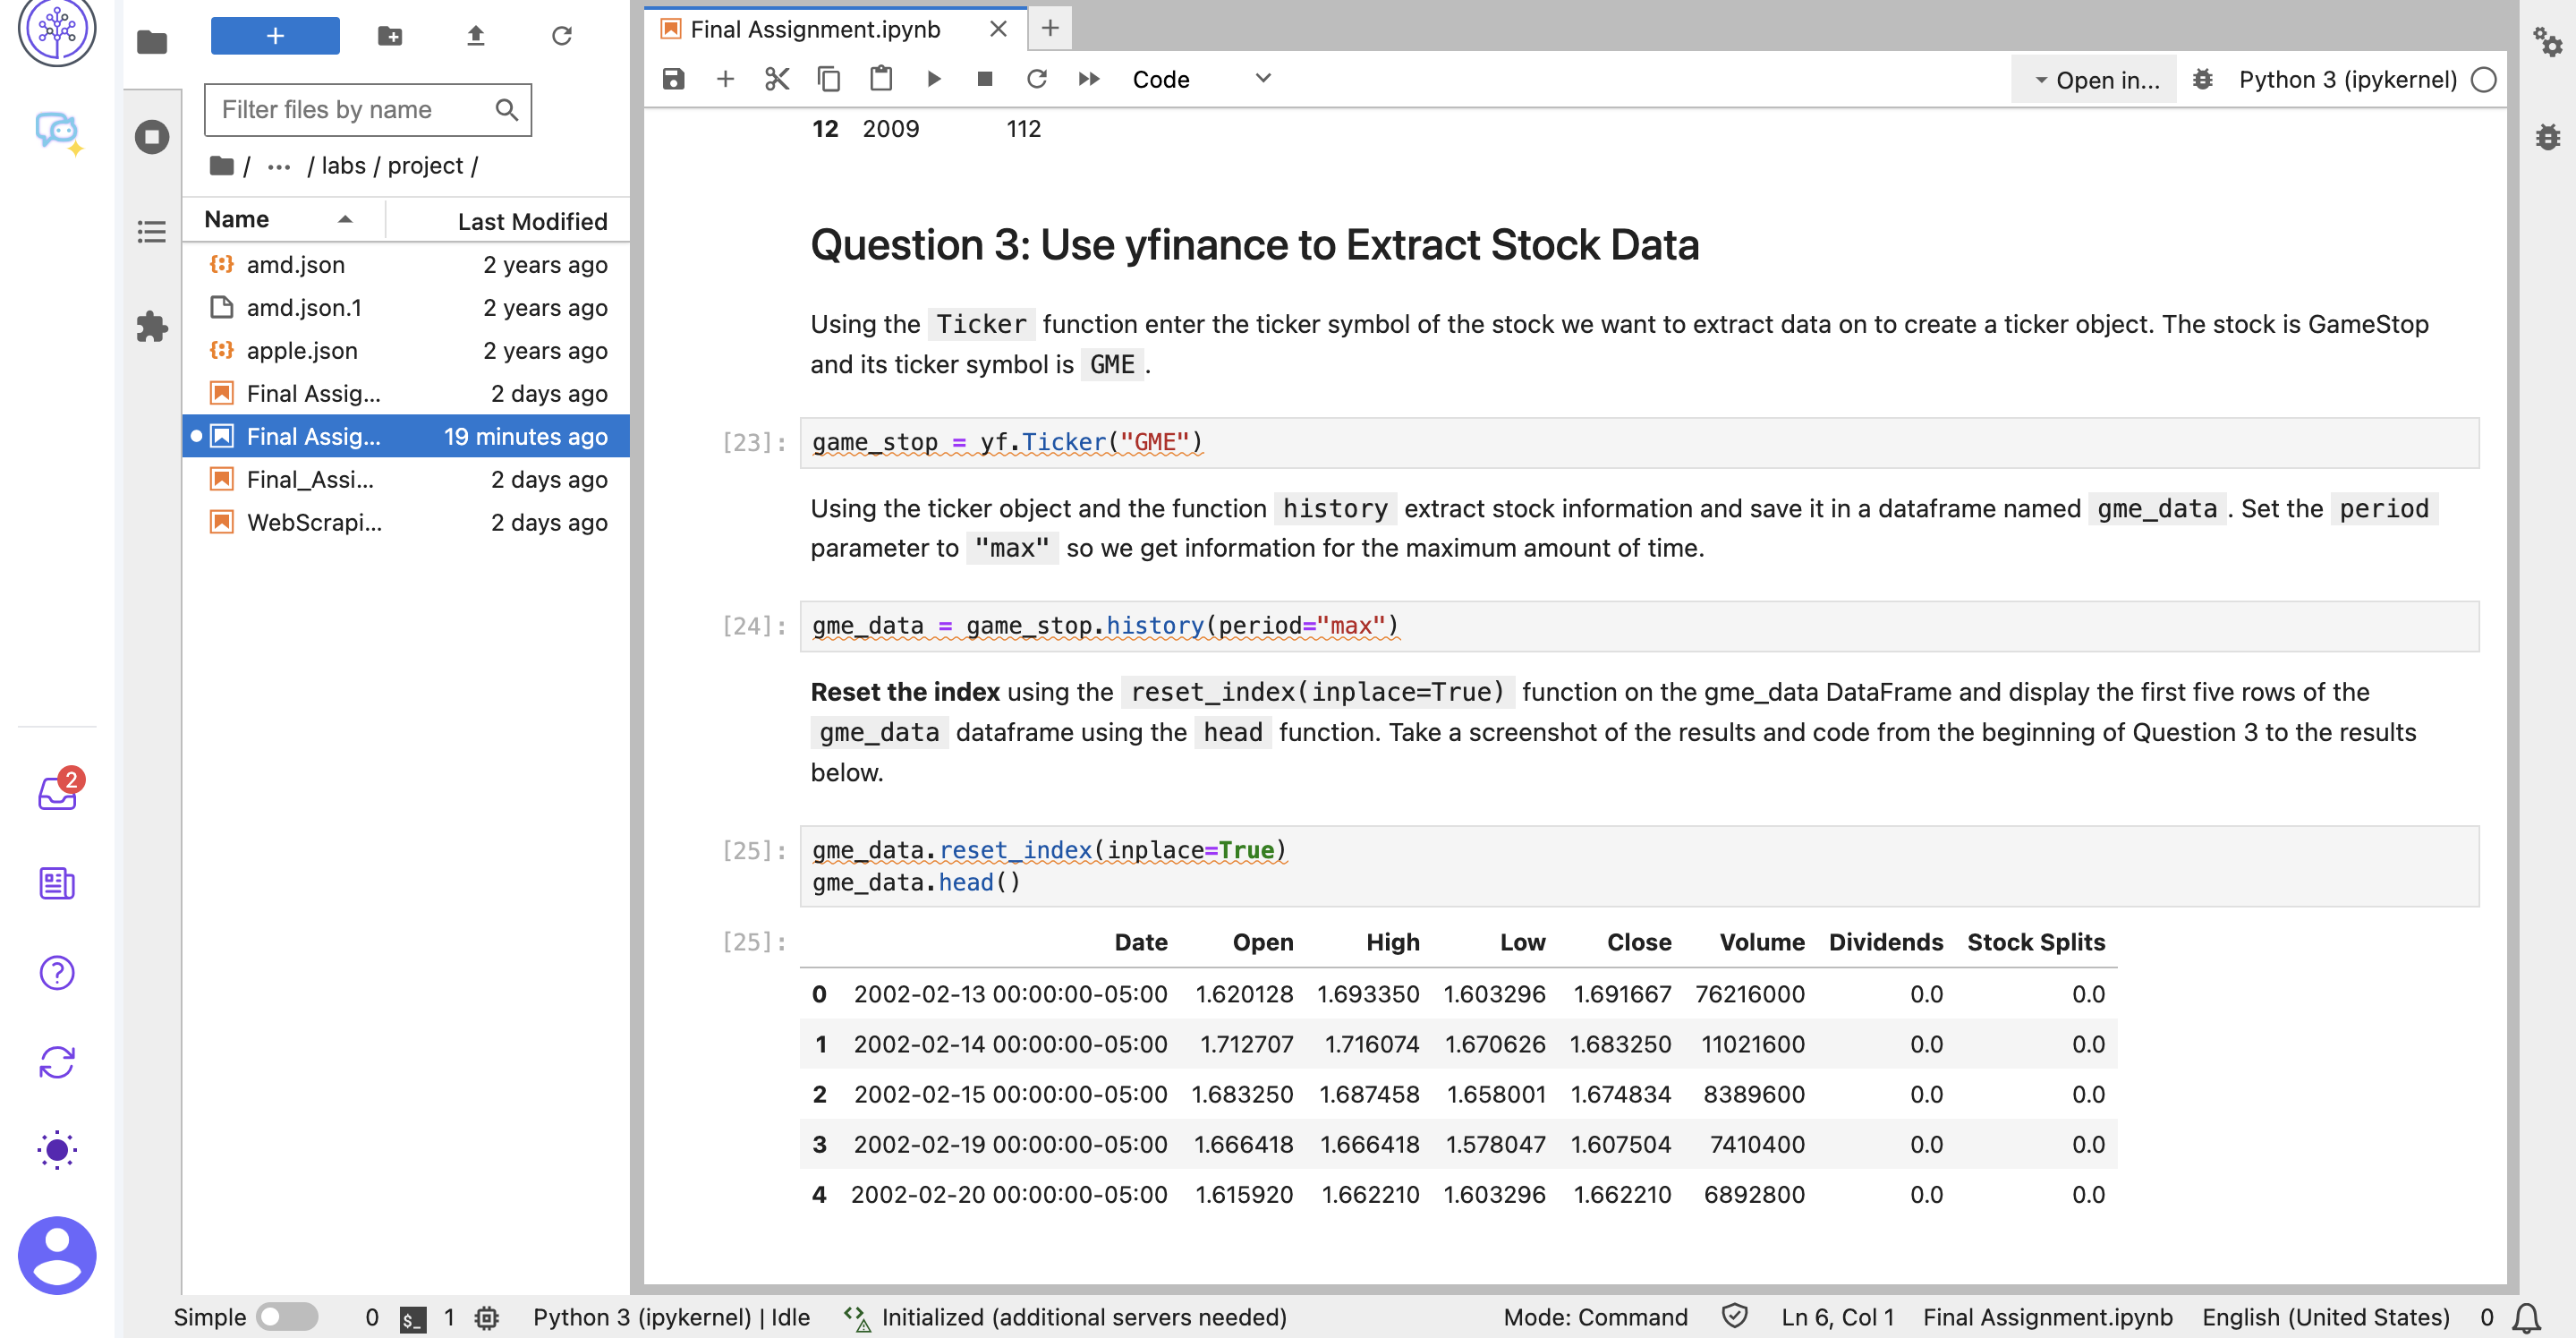 Final Assignment.ipynb
Code
Open in...
Python 3 (ipykernel)
Filter files by name
/ ... / labs / project /
Name Last Modified
amd.json 2 years ago
amd.json.1 2 years ago
apple.json 2 years ago
Final Assig... 2 days ago
Final Assig... 19 minutes ago
Final_Assi... 2 days ago
WebScrapi... 2 days ago
2
12 2009 112
Question 3: Use yfinance to Extract Stock Data
Using the Ticker function enter the ticker symbol of the stock we want to extract data on to create a ticker object. The stock is GameStop
and its ticker symbol is GME .
[23]: game_stop = yf.Ticker("GME")
Using the ticker object and the function history extract stock information and save it in a dataframe named gme_data . Set the period
parameter to "max" so we get information for the maximum amount of time.
[24]: gme_data = game_stop.history(period="max")
Reset the index using the reset_index(inplace=True) function on the gme_data DataFrame and display the first five rows of the
gme_data dataframe using the head function. Take a screenshot of the results and code from the beginning of Question 3 to the results
below.
[25]: gme_data.reset_index(inplace=True)
gme_data.head()
[25]: Date Open High Low Close Volume Dividends Stock Splits
0 2002-02-13 00:00:00-05:00 1.620128 1.693350 1.603296 1.691667 76216000 0.0 0.0
1 2002-02-14 00:00:00-05:00 1.712707 1.716074 1.670626 1.683250 11021600 0.0 0.0
2 2002-02-15 00:00:00-05:00 1.683250 1.687458 1.658001 1.674834 8389600 0.0 0.0
3 2002-02-19 00:00:00-05:00 1.666418 1.666418 1.578047 1.607504 7410400 0.0 0.0
4 2002-02-20 00:00:00-05:00 1.615920 1.662210 1.603296 1.662210 6892800 0.0 0.0
Simple 0 $_ 1 Python 3 (ipykernel) | Idle Initialized (additional servers needed) Mode: Command Ln 6, Col 1 Final Assignment.ipynb English (United States) 0